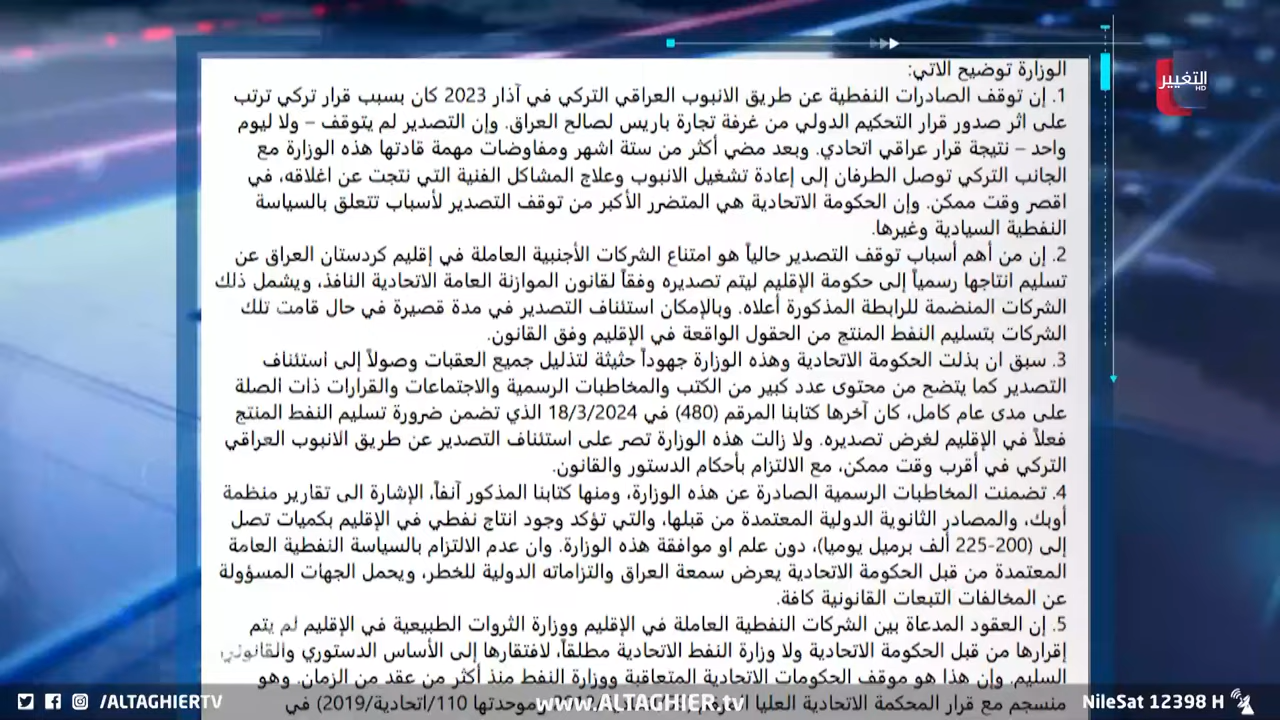 التغيير
HD
الوزارة توضيح الاتي:
1. إن توقف الصادرات النفطية عن طريق الانبوب العراقي التركي في آذار 2023 كان بسبب قرار تركي ترتب
على اثر صدور قرار التحكيم الدولي من غرفة تجارة باريس لصالح العراق. وإن التصدير لم يتوقف – ولا ليوم
واحد – نتيجة قرار عراقي اتحادي. وبعد مضي أكثر من ستة اشهر ومفاوضات مهمة قادتها هذه الوزارة مع
الجانب التركي توصل الطرفان إلى إعادة تشغيل الانبوب وعلاج المشاكل الفنية التي نتجت عن اغلاقه، في
اقصر وقت ممكن. وإن الحكومة الاتحادية هي المتضرر الأكبر من توقف التصدير لأسباب تتعلق بالسياسة
النفطية السيادية وغيرها.
2. إن من أهم أسباب توقف التصدير حالياً هو امتناع الشركات الأجنبية العاملة في إقليم كردستان العراق عن
تسليم انتاجها رسمياً إلى حكومة الإقليم ليتم تصديره وفقاً لقانون الموازنة العامة الاتحادية النافذ، ويشمل ذلك
الشركات المنضمة للرابطة المذكورة أعلاه. وبالإمكان استئناف التصدير في مدة قصيرة في حال قامت تلك
الشركات بتسليم النفط المنتج من الحقول الواقعة في الإقليم وفق القانون.
3. سبق ان بذلت الحكومة الاتحادية وهذه الوزارة جهوداً حثيثة لتذليل جميع العقبات وصولاً إلى استئناف
التصدير كما يتضح من محتوى عدد كبير من الكتب والمخاطبات الرسمية والاجتماعات والقرارات ذات الصلة
على مدى عام كامل، كان آخرها كتابنا المرقم (480) في 18/3/2024 الذي تضمن ضرورة تسليم النفط المنتج
فعلاً في الإقليم لغرض تصديره. ولا زالت هذه الوزارة تصر على استئناف التصدير عن طريق الانبوب العراقي
التركي في أقرب وقت ممكن، مع الالتزام بأحكام الدستور والقانون.
4. تضمنت المخاطبات الرسمية الصادرة عن هذه الوزارة، ومنها كتابنا المذكور آنفاً، الإشارة الى تقارير منظمة
أوبك، والمصادر الثانوية الدولية المعتمدة من قبلها، والتي تؤكد وجود انتاج نفطي في الإقليم بكميات تصل
إلى (200-225 ألف برميل يوميا)، دون علم او موافقة هذه الوزارة. وان عدم الالتزام بالسياسة النفطية العامة
المعتمدة من قبل الحكومة الاتحادية يعرض سمعة العراق والتزاماته الدولية للخطر، ويحمل الجهات المسؤولة
عن المخالفات التبعات القانونية كافة.
5. إن العقود المدعاة بين الشركات النفطية العاملة في الإقليم ووزارة الثروات الطبيعية في الإقليم لم يتم
إقرارها من قبل الحكومة الاتحادية ولا وزارة النفط الاتحادية مطلقاً، لافتقارها إلى الأساس الدستوري والقانوني
السليم. وإن هذا هو موقف الحكومات الاتحادية المتعاقبة ووزارة النفط منذ أكثر من عقد من الزمان. وهو
منسجم مع قرار المحكمة الاتحادية العليا وموحدتها 110/اتحادية/2019) في
/ALTAGHIERTV
www.ALTAGHIER.tv
NileSat 12398 H